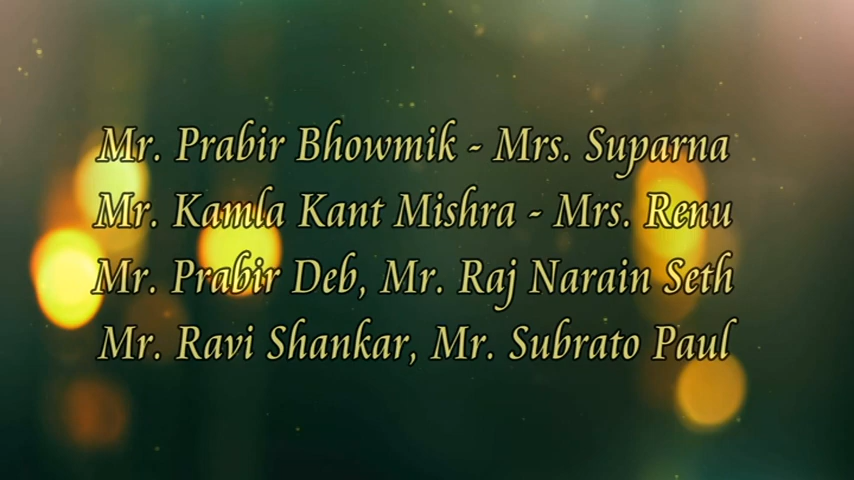 Mr. Prabir Bhowmik - Mrs. Suparna
Mr. Kamla Kant Mishra - Mrs. Renu
Mr. Prabir Deb, Mr. Raj Narain Seth
Mr. Ravi Shankar, Mr. Subrato Paul